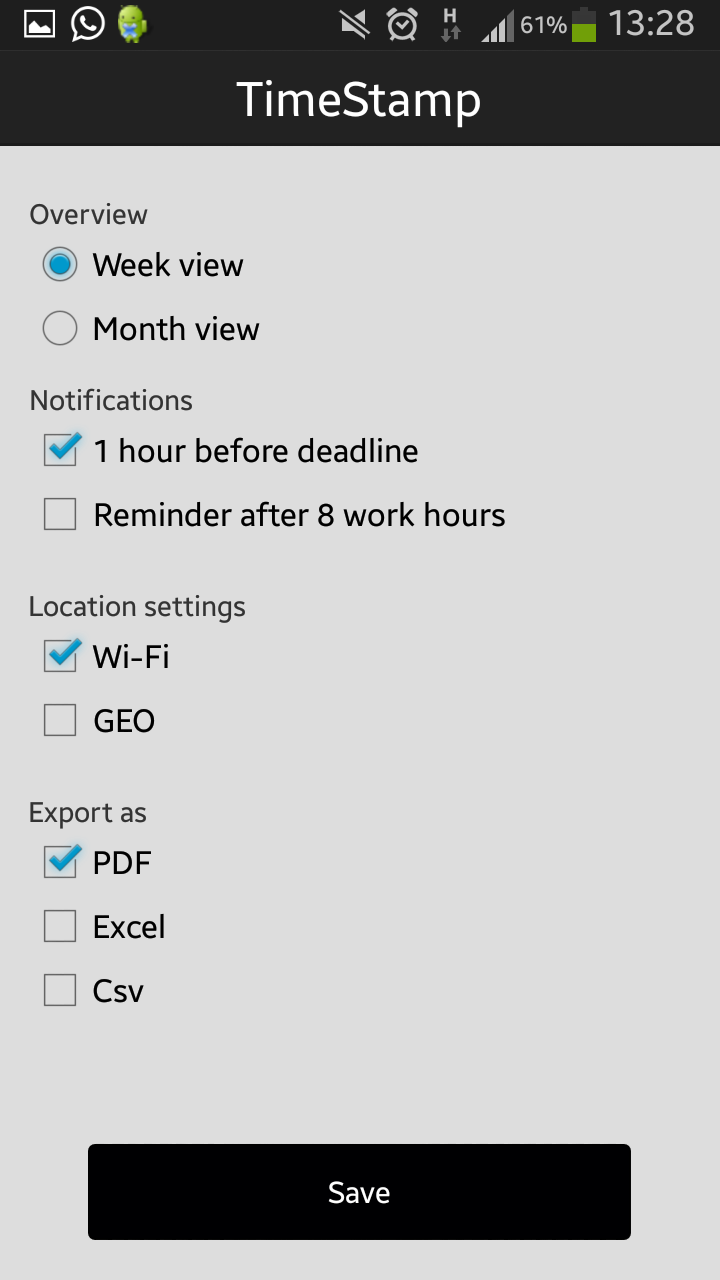 H 61% 13:28
TimeStamp
Overview
Week view
Month view
Notifications
1 hour before deadline
Reminder after 8 work hours
Location settings
Wi-Fi
GEO
Export as
PDF
Excel
Csv
Save